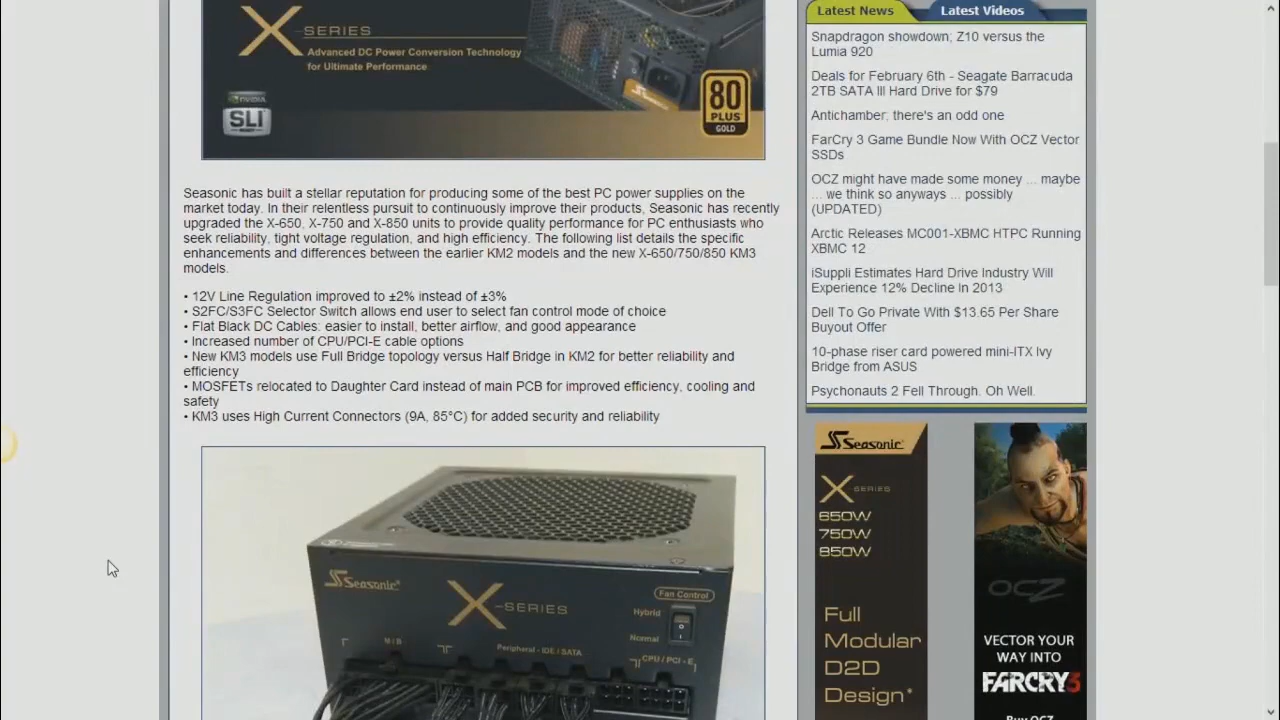 X-SERIES
Advanced DC Power Conversion Technology
for Ultimate Performance
NVIDIA
SLI
80
PLUS
GOLD
Seasonic has built a stellar reputation for producing some of the best PC power supplies on the
market today. In their relentless pursuit to continuously improve their products, Seasonic has recently
upgraded the X-650, X-750 and X-850 units to provide quality performance for PC enthusiasts who
seek reliability, tight voltage regulation, and high efficiency. The following list details the specific
enhancements and differences between the earlier KM2 models and the new X-650/750/850 KM3
models.
• 12V Line Regulation improved to ±2% instead of ±3%
• S2FC/S3FC Selector Switch allows end user to select fan control mode of choice
• Flat Black DC Cables: easier to install, better airflow, and good appearance
• Increased number of CPU/PCI-E cable options
• New KM3 models use Full Bridge topology versus Half Bridge in KM2 for better reliability and
efficiency
• MOSFETs relocated to Daughter Card instead of main PCB for improved efficiency, cooling and
safety
• KM3 uses High Current Connectors (9A, 85°C) for added security and reliability
Seasonic
X-SERIES
Fan Control
Hybrid
Normal
M/B
Peripheral - IDE / SATA
CPU / PCI-E
Latest News
Latest Videos
Snapdragon showdown; Z10 versus the
Lumia 920
Deals for February 6th - Seagate Barracuda
2TB SATA III Hard Drive for $79
Antichamber; there's an odd one
FarCry 3 Game Bundle Now With OCZ Vector
SSDs
OCZ might have made some money ... maybe
... we think so anyways ... possibly
(UPDATED)
Arctic Releases MC001-XBMC HTPC Running
XBMC 12
iSuppli Estimates Hard Drive Industry Will
Experience 12% Decline In 2013
Dell To Go Private With $13.65 Per Share
Buyout Offer
10-phase riser card powered mini-ITX Ivy
Bridge from ASUS
Psychonauts 2 Fell Through. Oh Well.
Seasonic
X SERIES
650W
750W
850W
Full
Modular
D2D
Design*
OCZ
VECTOR YOUR
WAY INTO
FARCRY3
Buy OCZ